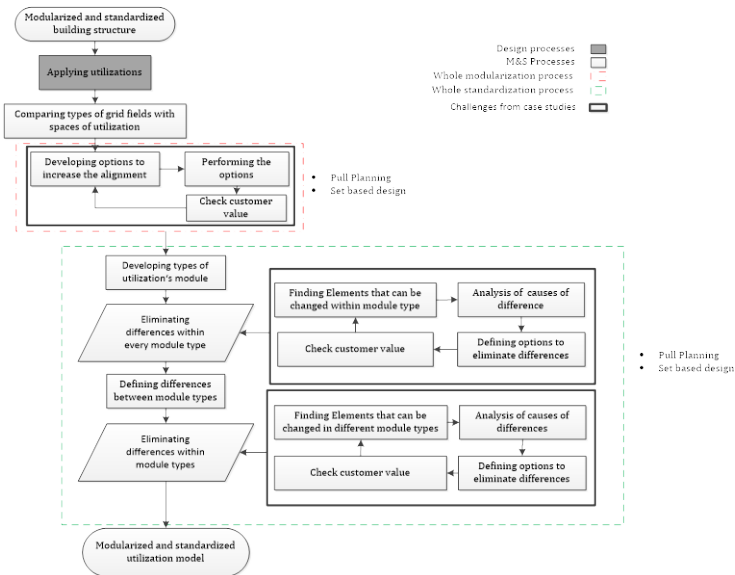 Modularized and standardized
building structure
Applying utilizations
Comparing types of grid fields with
spaces of utilization
Developing options to
increase the alignment
Performing the
options
Check customer
value
Pull Planning
Set based design
Design processes
M&S Processes
Whole modularization process
Whole standardization process
Challenges from case studies
Developing types of
utilization's module
Eliminating
differences within
every module type
Finding Elements that can be
changed within module type
Analysis of causes of
difference
Check customer value
Defining options to
eliminate differences
Defining differences
between module types
Eliminating
differences within
module types
Finding Elements that can be
changed in different module types
Analysis of causes of
differences
Check customer value
Defining options to
eliminate differences
Pull Planning
Set based design
Modularized and standardized
utilization model